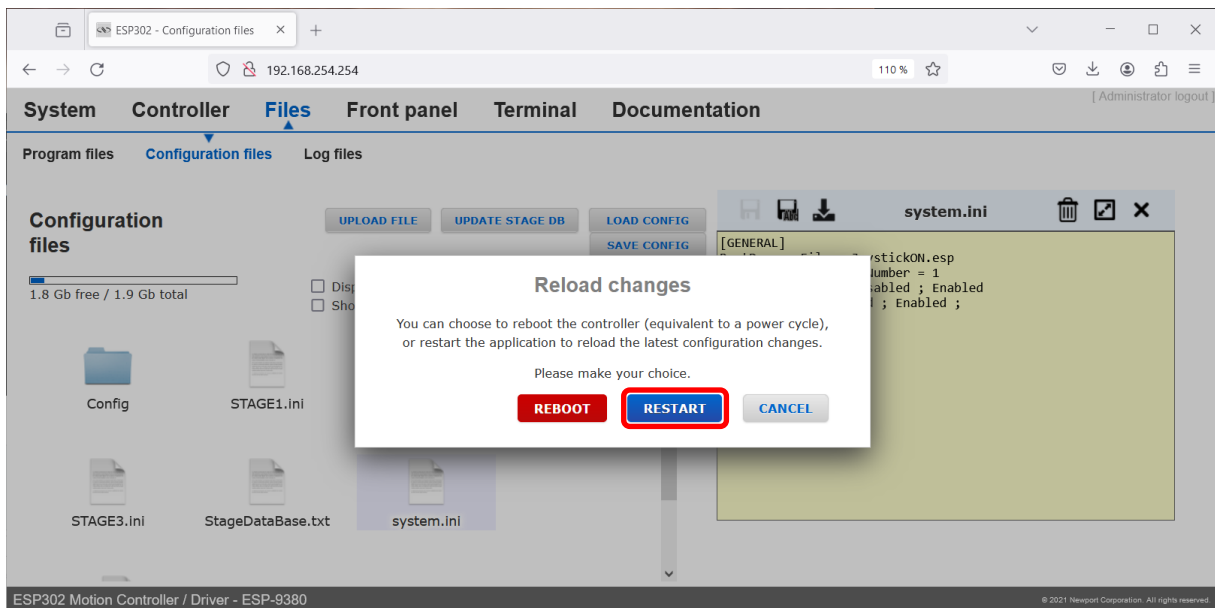 ESP302 - Configuration files
192.168.254.254
110 %
[ Administrator logout ]
System Controller Files Front panel Terminal Documentation
Program files Configuration files Log files
Configuration
files
UPLOAD FILE UPDATE STAGE DB LOAD CONFIG
SAVE CONFIG
1.8 Gb free / 1.9 Gb total
Config
STAGE1.ini
STAGE3.ini
StageDataBase.txt
system.ini
Reload changes
You can choose to reboot the controller (equivalent to a power cycle),
or restart the application to reload the latest configuration changes.
Please make your choice.
REBOOT RESTART CANCEL
system.ini
[GENERAL]
ystickON.esp
Number = 1
abled ; Enabled
; Enabled ;
ESP302 Motion Controller / Driver - ESP-9380
© 2021 Newport Corporation. All rights reserved.